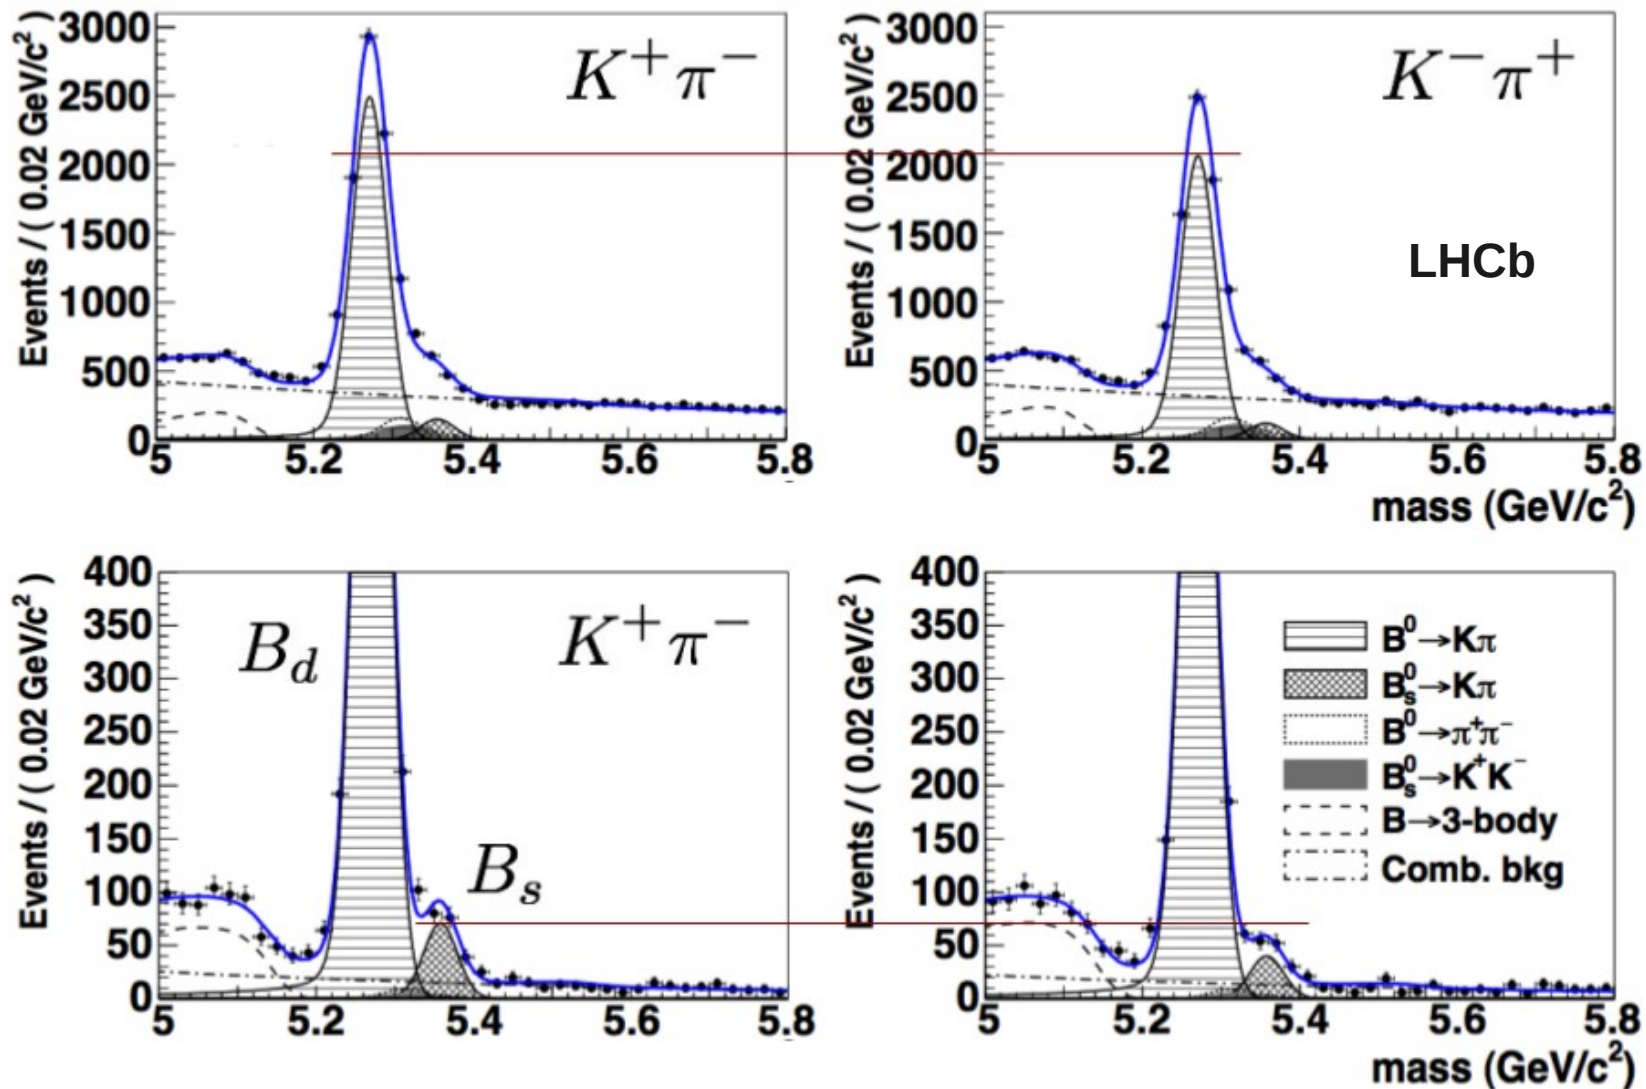 3000
2500
2000
1500
1000
500
0
Events / ( 0.02 GeV/c² )
K⁺π⁻
5 5.2 5.4 5.6 5.8
3000
2500
2000
1500
1000
500
0
Events / ( 0.02 GeV/c² )
K⁻π⁺
LHCb
5 5.2 5.4 5.6 5.8
mass (GeV/c²)
400
350
300
250
200
150
100
50
0
Events / ( 0.02 GeV/c² )
B_d
K⁺π⁻
B_s
5 5.2 5.4 5.6 5.8
400
350
300
250
200
150
100
50
0
Events / ( 0.02 GeV/c² )
B⁰→Kπ
B⁰ₛ→Kπ
B⁰→π⁺π⁻
B⁰ₛ→K⁺K⁻
B→3-body
Comb. bkg
5 5.2 5.4 5.6 5.8
mass (GeV/c²)